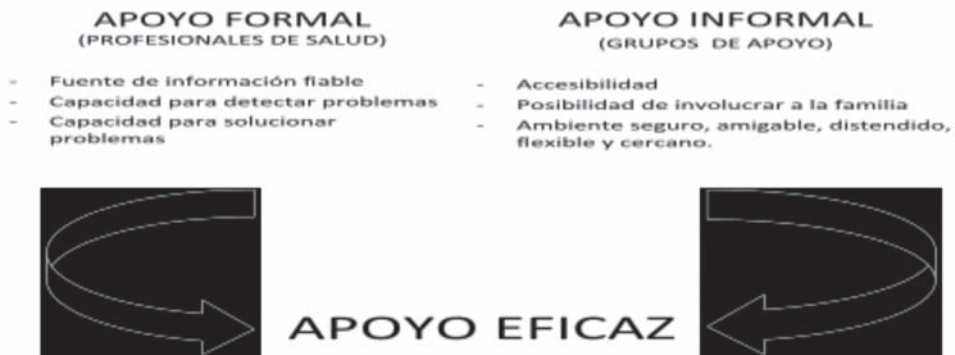 APOYO FORMAL
(PROFESIONALES DE SALUD)
- Fuente de información fiable
- Capacidad para detectar problemas
- Capacidad para solucionar
problemas
APOYO INFORMAL
(GRUPOS DE APOYO)
- Accesibilidad
- Posibilidad de involucrar a la familia
- Ambiente seguro, amigable, distendido,
flexible y cercano.
APOYO EFICAZ